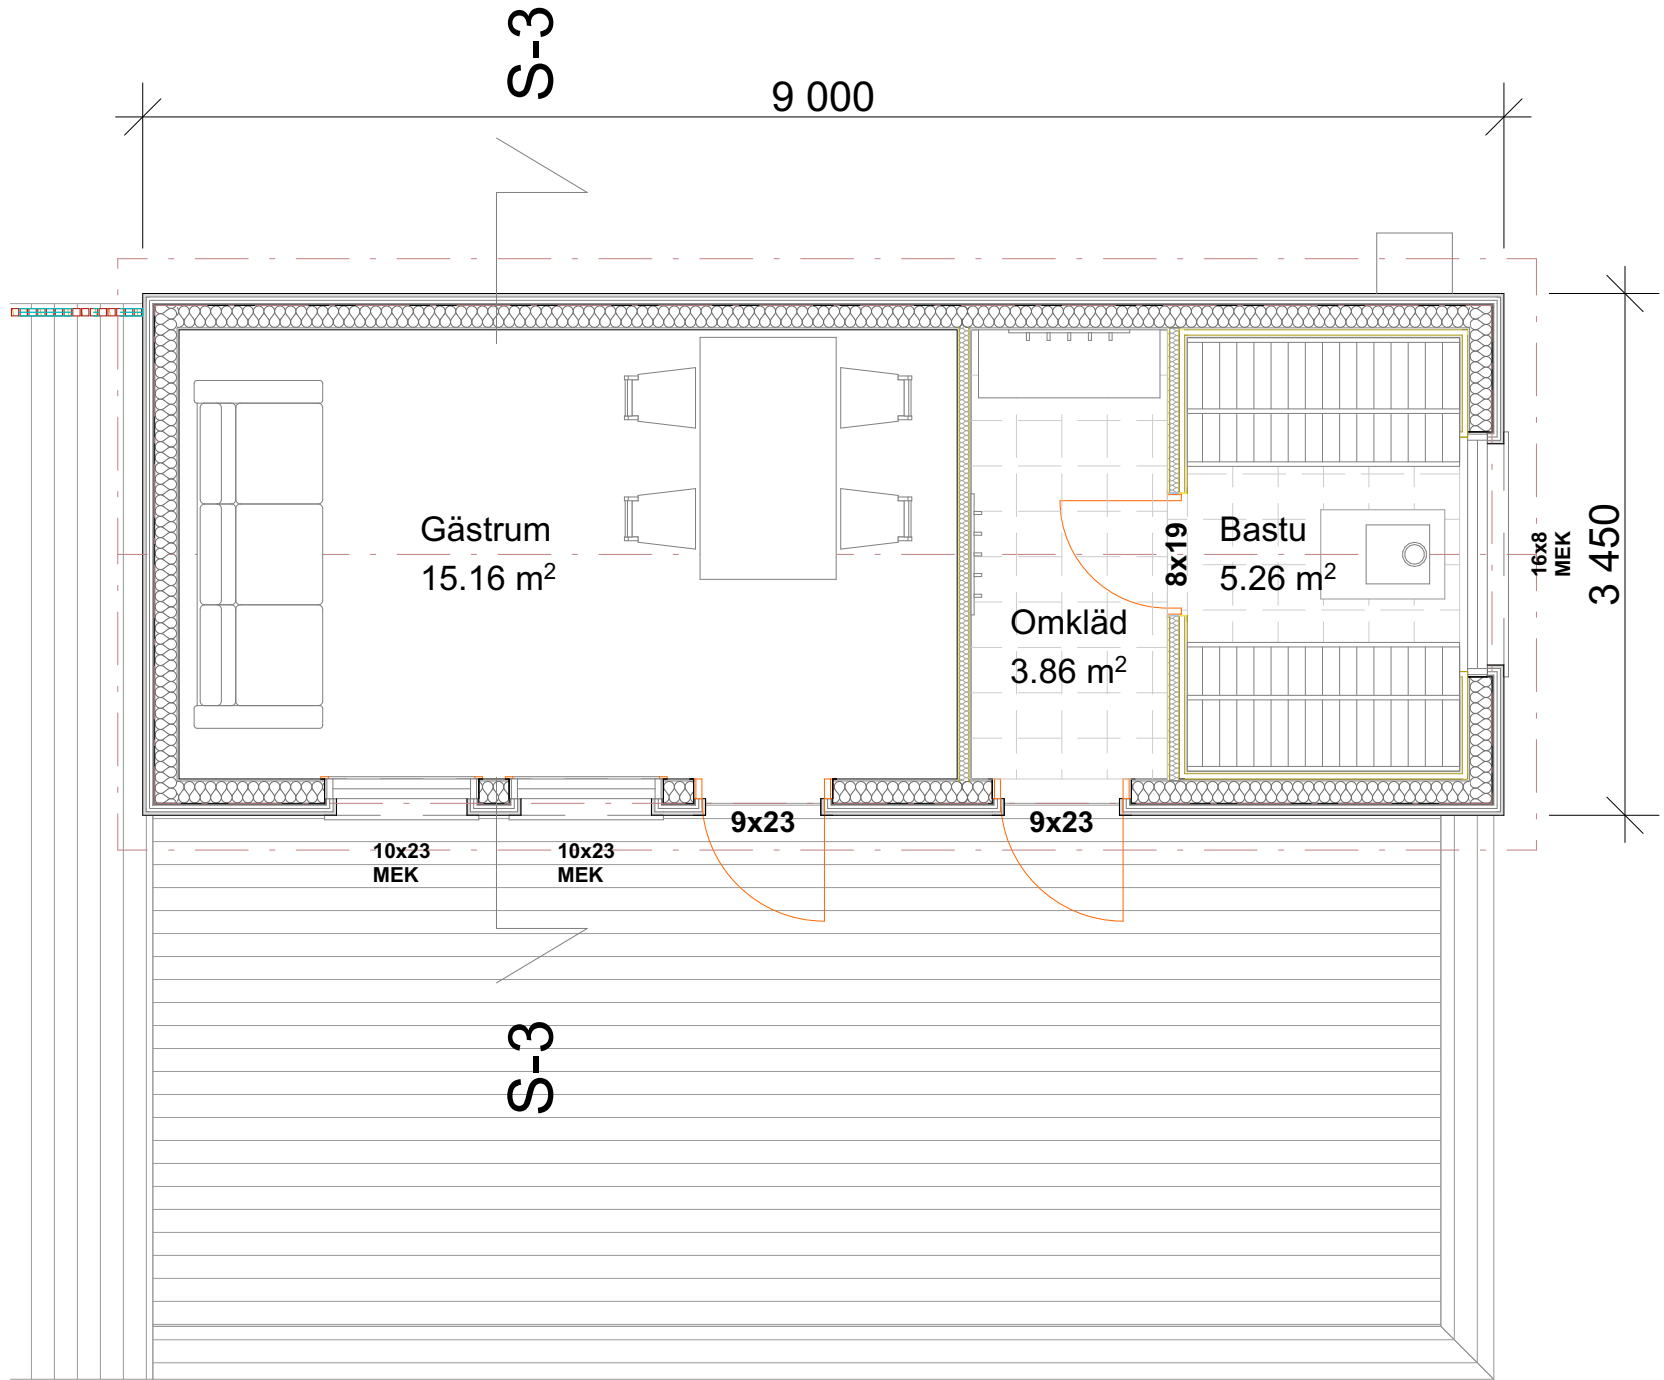 S-3
9 000
Gästrum
15.16 m²
Omkläd
3.86 m²
8x19
Bastu
5.26 m²
16x8
MEK
3 450
9x23
9x23
10x23
MEK
10x23
MEK
S-3